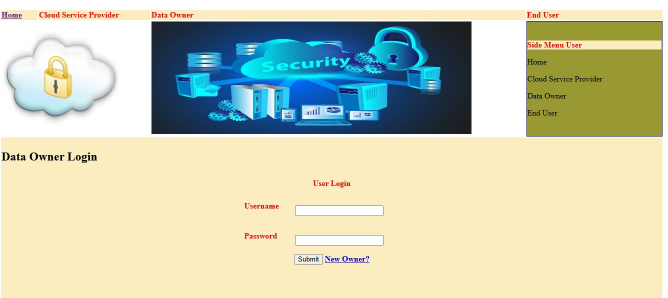 Home Cloud Service Provider Data Owner End User
Security
Side Menu User
Home
Cloud Service Provider
Data Owner
End User
Data Owner Login
User Login
Username
Password
Submit New Owner?